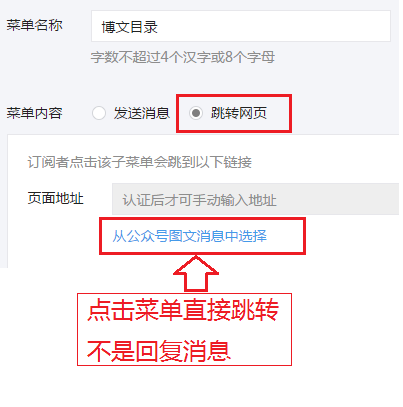 菜单名称 博文目录
字数不超过4个汉字或8个字母
菜单内容 发送消息 跳转网页
订阅者点击该子菜单会跳到以下链接
页面地址 认证后才可手动输入地址
从公众号图文消息中选择
点击菜单直接跳转
不是回复消息